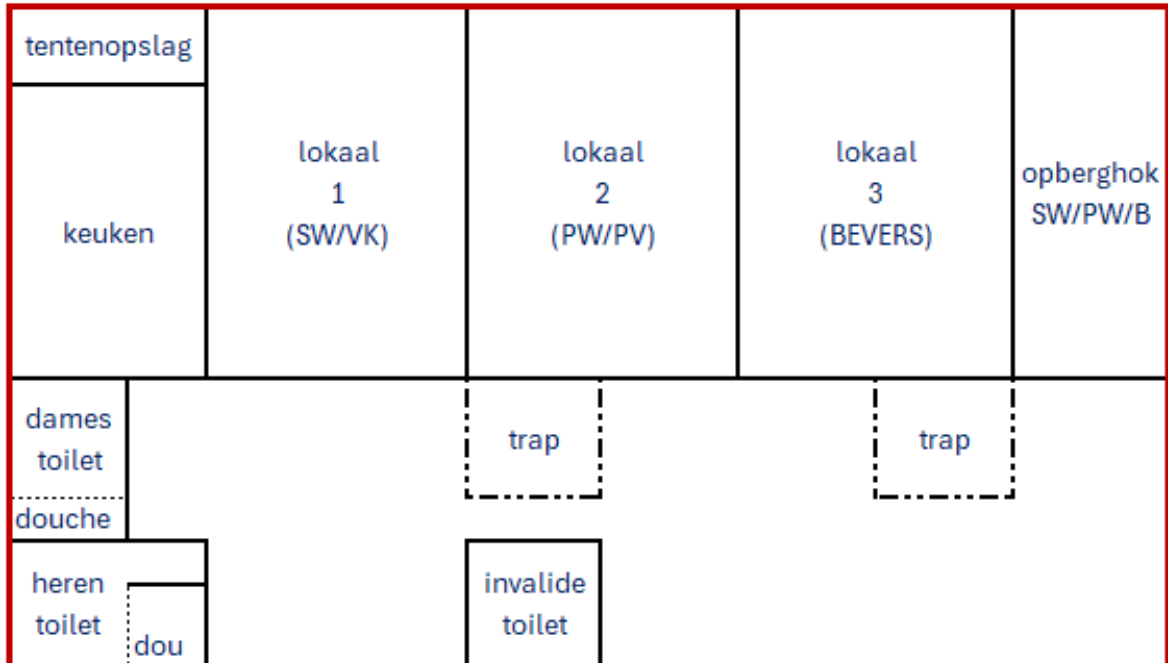 tentenopslag
keuken
lokaal
1
(SW/VK)
lokaal
2
(PW/PV)
lokaal
3
(BEVERS)
opberghok
SW/PW/B
dames
toilet
douche
trap
trap
heren
toilet
dou
invalide
toilet